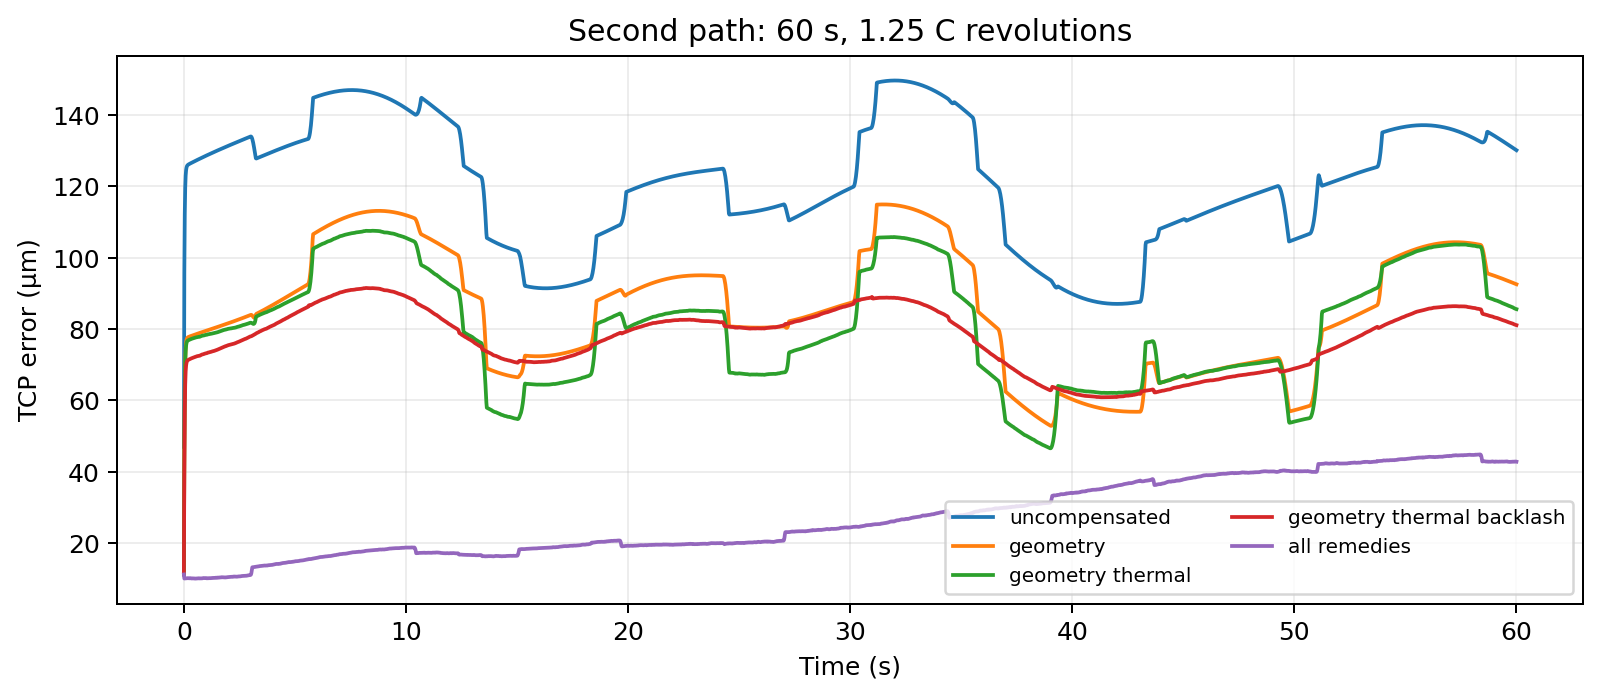 Second path: 60 s, 1.25 C revolutions
TCP error (µm)
140
120
100
80
60
40
20
0 10 20 30 40 50 60
Time (s)
uncompensated
geometry
geometry thermal
geometry thermal backlash
all remedies